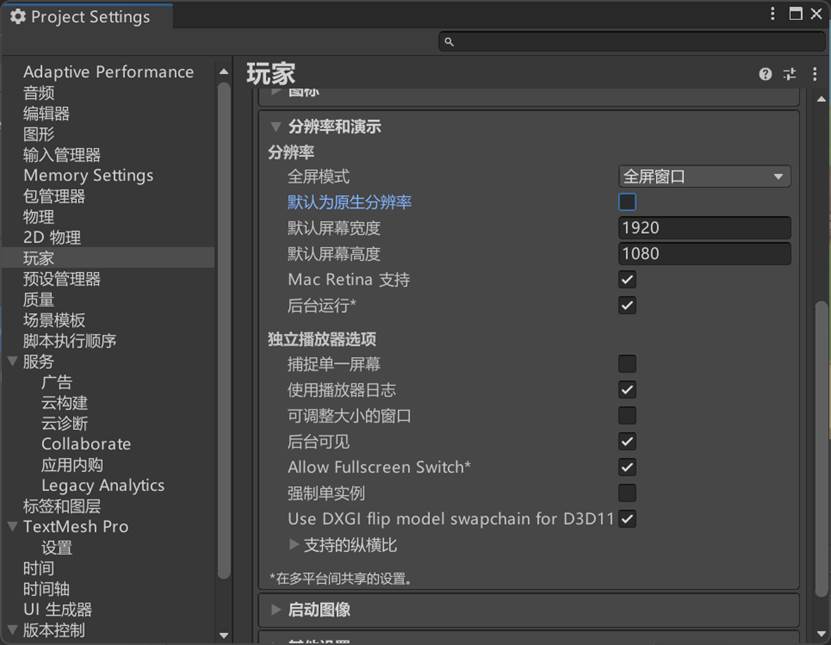 Project Settings
Adaptive Performance
音频
编辑器
图形
输入管理器
Memory Settings
包管理器
物理
2D 物理
玩家
预设管理器
质量
场景模板
脚本执行顺序
服务
广告
云构建
云诊断
Collaborate
应用内购
Legacy Analytics
标签和图层
TextMesh Pro
设置
时间
时间轴
UI 生成器
版本控制
玩家
图标
分辨率和演示
分辨率
全屏模式 全屏窗口
默认为原生分辨率
默认屏幕宽度 1920
默认屏幕高度 1080
Mac Retina 支持
后台运行*
独立播放器选项
捕捉单一屏幕
使用播放器日志
可调整大小的窗口
后台可见
Allow Fullscreen Switch*
强制单实例
Use DXGI flip model swapchain for D3D11
支持的纵横比
*在多平台间共享的设置。
启动图像
其他设置